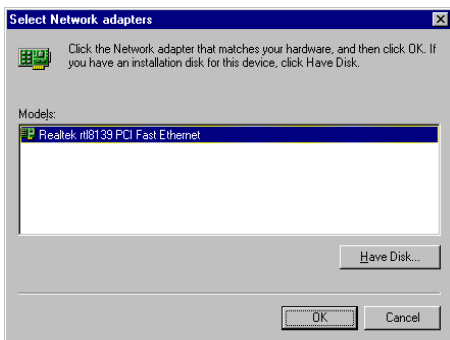 Select Network adapters
Click the Network adapter that matches your hardware, and then click OK. If
you have an installation disk for this device, click Have Disk.
Models:
Realtek rtl8139 PCI Fast Ethernet
Have Disk...
OK
Cancel